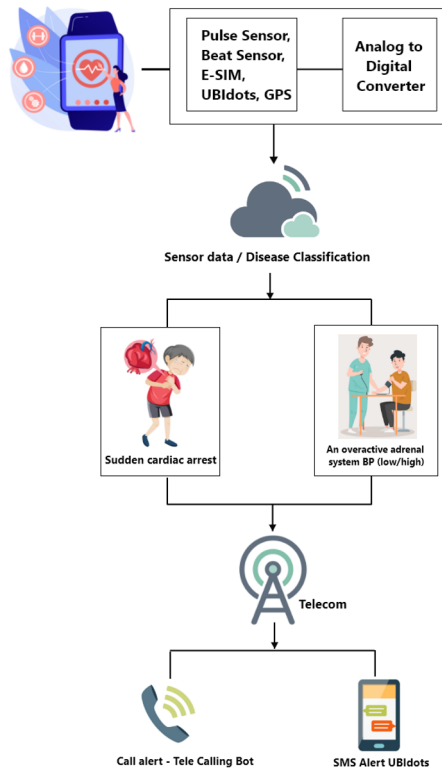 Pulse Sensor,
Beat Sensor,
E-SIM,
UBIdots, GPS
Analog to
Digital
Converter
Sensor data / Disease Classification
Sudden cardiac arrest
An overactive adrenal
system BP (low/high)
Telecom
Call alert - Tele Calling Bot
SMS Alert UBIdots